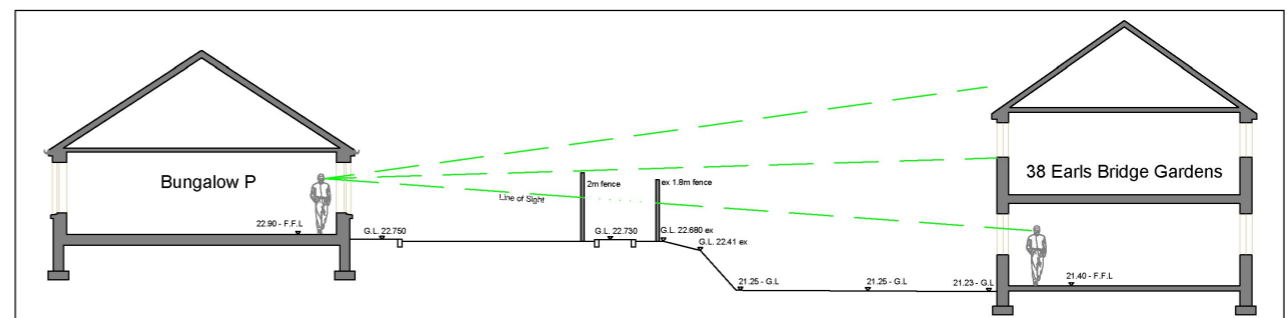 Bungalow P
38 Earls Bridge Gardens
2m fence
ex 1.8m fence
Line of Sight
22.90 - F.F.L
G.L. 22.750
G.L. 22.730
G.L. 22.680 ex
G.L. 22.41 ex
21.25 - G.L
21.25 - G.L
21.23 - G.L
21.40 - F.F.L